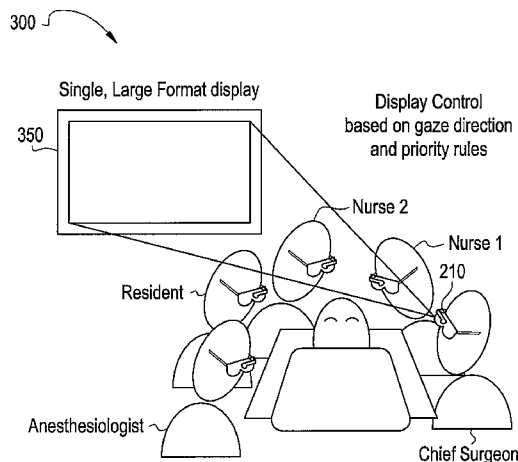 300
Single, Large Format display
350
Display Control
based on gaze direction
and priority rules
Nurse 2
Nurse 1
210
Resident
Anesthesiologist
Chief Surgeon